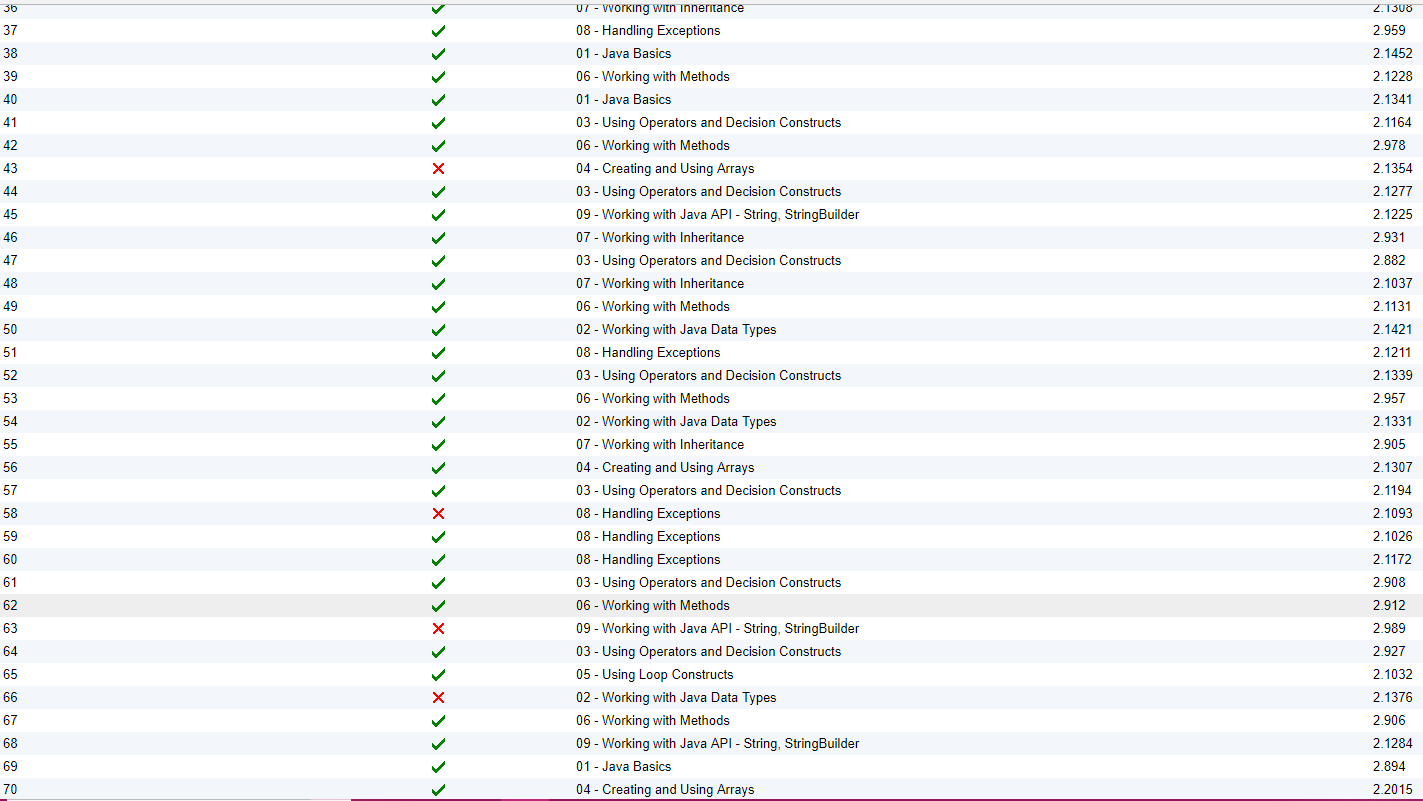 36 07 - Working with Inheritance 2.1308
37 08 - Handling Exceptions 2.959
38 01 - Java Basics 2.1452
39 06 - Working with Methods 2.1228
40 01 - Java Basics 2.1341
41 03 - Using Operators and Decision Constructs 2.1164
42 06 - Working with Methods 2.978
43 04 - Creating and Using Arrays 2.1354
44 03 - Using Operators and Decision Constructs 2.1277
45 09 - Working with Java API - String, StringBuilder 2.1225
46 07 - Working with Inheritance 2.931
47 03 - Using Operators and Decision Constructs 2.882
48 07 - Working with Inheritance 2.1037
49 06 - Working with Methods 2.1131
50 02 - Working with Java Data Types 2.1421
51 08 - Handling Exceptions 2.1211
52 03 - Using Operators and Decision Constructs 2.1339
53 06 - Working with Methods 2.957
54 02 - Working with Java Data Types 2.1331
55 07 - Working with Inheritance 2.905
56 04 - Creating and Using Arrays 2.1307
57 03 - Using Operators and Decision Constructs 2.1194
58 08 - Handling Exceptions 2.1093
59 08 - Handling Exceptions 2.1026
60 08 - Handling Exceptions 2.1172
61 03 - Using Operators and Decision Constructs 2.908
62 06 - Working with Methods 2.912
63 09 - Working with Java API - String, StringBuilder 2.989
64 03 - Using Operators and Decision Constructs 2.927
65 05 - Using Loop Constructs 2.1032
66 02 - Working with Java Data Types 2.1376
67 06 - Working with Methods 2.906
68 09 - Working with Java API - String, StringBuilder 2.1284
69 01 - Java Basics 2.894
70 04 - Creating and Using Arrays 2.2015